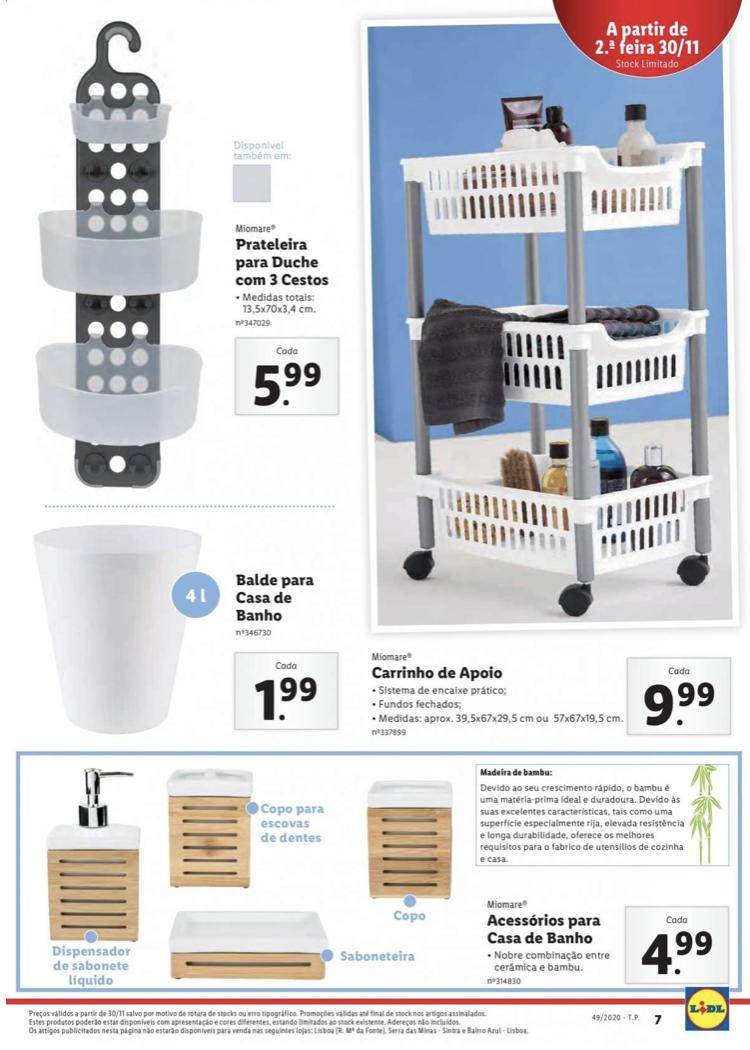 A partir de
2.ª feira 30/11
Stock Limitado
Disponível
também em:
Miomare®
Prateleira
para Duche
com 3 Cestos
• Medidas totais:
13,5x70x3,4 cm.
nº347029
Cada
5.99
4 l
Balde para
Casa de
Banho
nº346730
Cada
1.99
Miomare®
Carrinho de Apoio
• Sistema de encaixe prático;
• Fundos fechados;
• Medidas: aprox. 39,5x67x29,5 cm ou 57x67x19,5 cm.
nº337899
Cada
9.99
Copo para
escovas
de dentes
Copo
Dispensador
de sabonete
líquido
Saboneteira
Madeira de bambu:
Devido ao seu crescimento rápido, o bambu é
uma matéria-prima ideal e duradoura. Devido às
suas excelentes características, tais como uma
superfície especialmente rija, elevada resistência
e longa durabilidade, oferece os melhores
requisitos para o fabrico de utensílios de cozinha
e casa.
Miomare®
Acessórios para
Casa de Banho
• Nobre combinação entre
cerâmica e bambu.
nº314830
Cada
4.99
Preços válidos a partir de 30/11 salvo por motivo de rotura de stocks ou erro tipográfico. Promoções válidas até final de stock nos artigos assinalados.
Estes produtos poderão estar disponíveis com apresentação e cores diferentes, estando limitados ao stock existente. Adereços não incluídos.
Os artigos publicitados nesta página não estarão disponíveis para venda nas seguintes lojas: Lisboa (R. Mª da Fonte), Serra das Minas - Sintra e Bairro Azul - Lisboa.
49/2020 - T.P. 7
LIDL